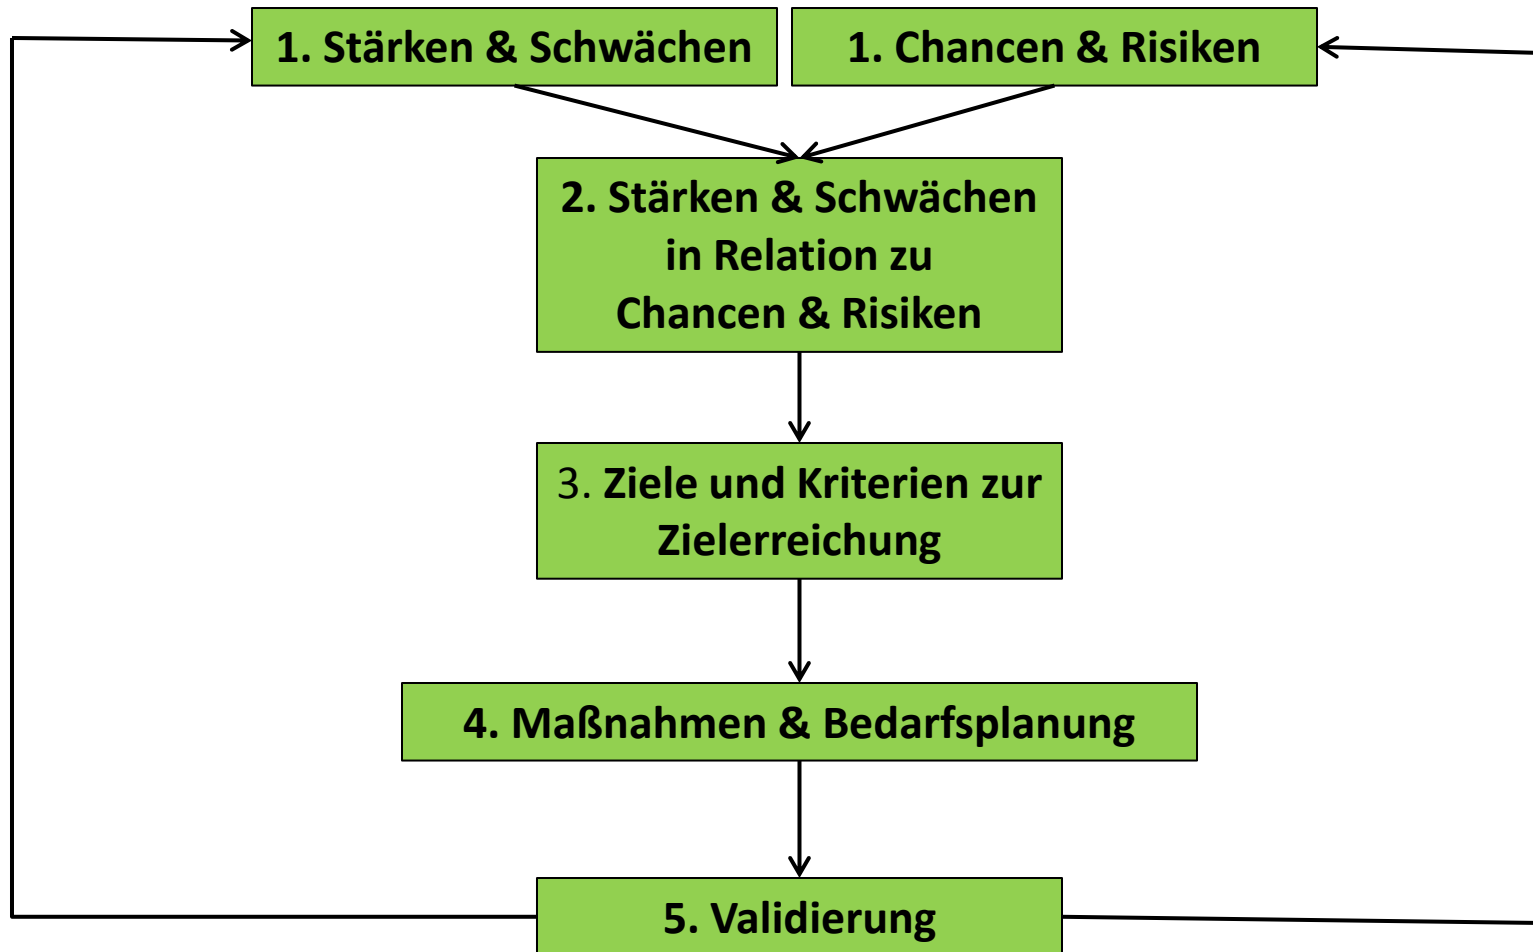 1. Stärken & Schwächen
1. Chancen & Risiken
2. Stärken & Schwächen
in Relation zu
Chancen & Risiken
3. Ziele und Kriterien zur
Zielerreichung
4. Maßnahmen & Bedarfsplanung
5. Validierung